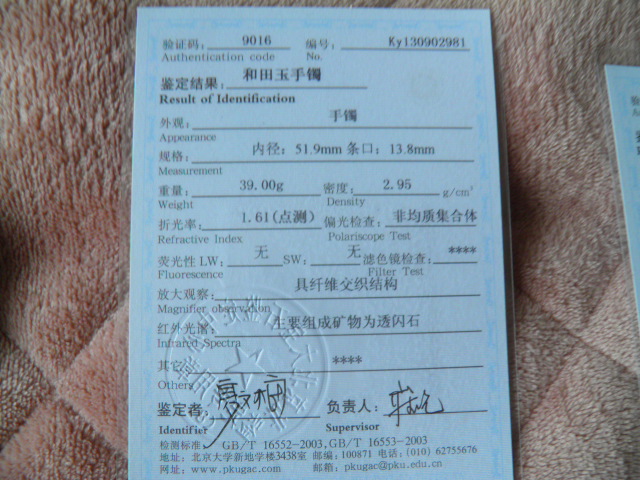 验证码: 9016 编号: Ky130902981
Authentication code No.
鉴定结果: 和田玉手镯
Result of Identification
外观: 手镯
Appearance
规格: 内径: 51.9mm 条口: 13.8mm
Measurement
重量: 39.00g 密度: 2.95 g/cm³
Weight Density
折光率: 1.61(点测) 偏光检查: 非均质集合体
Refractive Index Polariscope Test
荧光性 LW: 无 SW: 无 滤色镜检查: ****
Fluorescence Filter Test
放大观察: 具纤维交织结构
Magnifier observation
红外光谱: 主要组成矿物为透闪石
Infrared Spectra
其它: ****
Others
鉴定者: 负责人:
Identifier Supervisor
检测标准: GB/T 16552-2003,GB/T 16553-2003
地址: 北京大学新地学楼3438室 邮编: 100871 电话: (010) 62755676
网址: www.pkugac.com 邮箱: pkugac@pku.edu.cn